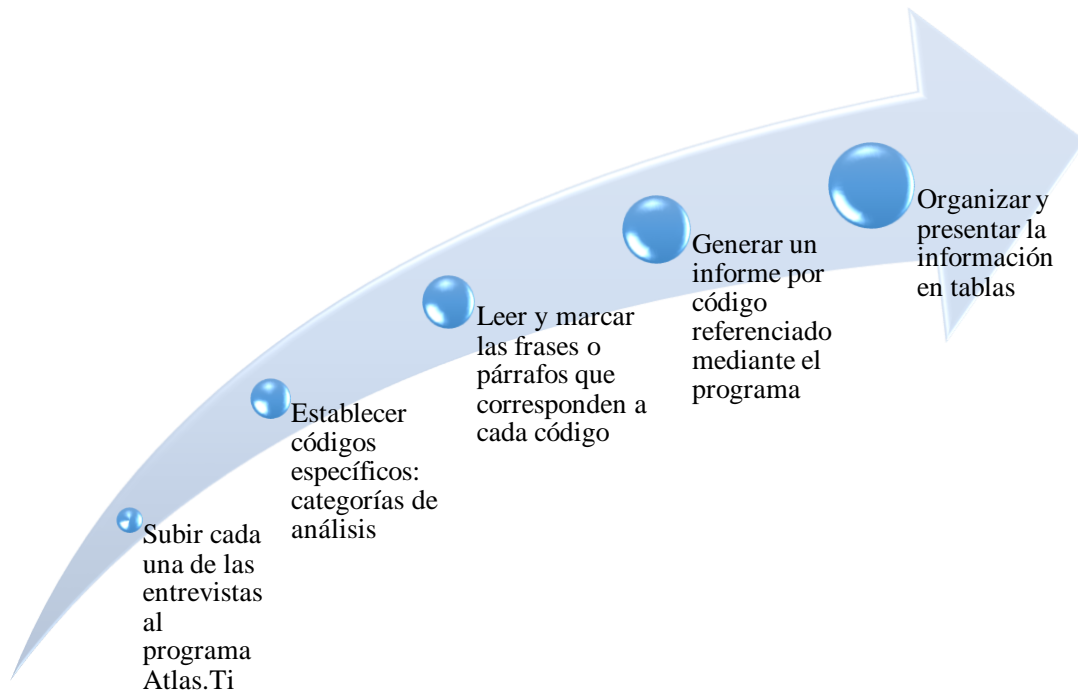 Subir cada
una de las
entrevistas
al
programa
Atlas.Ti
Establecer
códigos
específicos:
categorías de
análisis
Leer y marcar
las frases o
párrafos que
corresponden a
cada código
Generar un
informe por
código
referenciado
mediante el
programa
Organizar y
presentar la
información
en tablas